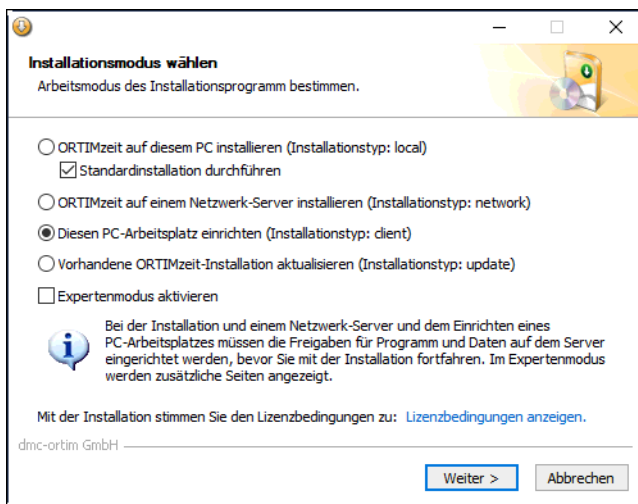 Installationsmodus wählen
Arbeitsmodus des Installationsprogramm bestimmen.
ORTIMzeit auf diesem PC installieren (Installationstyp: local)
Standardinstallation durchführen
ORTIMzeit auf einem Netzwerk-Server installieren (Installationstyp: network)
Diesen PC-Arbeitsplatz einrichten (Installationstyp: client)
Vorhandene ORTIMzeit-Installation aktualisieren (Installationstyp: update)
Expertenmodus aktivieren
Bei der Installation und einem Netzwerk-Server und dem Einrichten eines
PC-Arbeitsplatzes müssen die Freigaben für Programm und Daten auf dem Server
eingerichtet werden, bevor Sie mit der Installation fortfahren. Im Expertenmodus
werden zusätzliche Seiten angezeigt.
Mit der Installation stimmen Sie den Lizenzbedingungen zu: Lizenzbedingungen anzeigen.
dmc-ortim GmbH
Weiter > Abbrechen